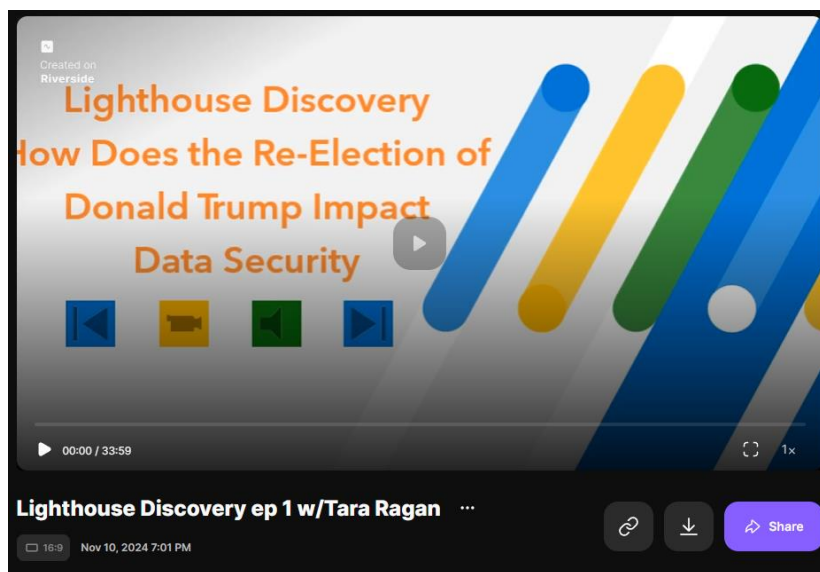 Created on
Riverside
Lighthouse Discovery
How Does the Re-Election of
Donald Trump Impact
Data Security
00:00 / 33:59
1x
Lighthouse Discovery ep 1 w/Tara Ragan ...
16:9 Nov 10, 2024 7:01 PM
Share